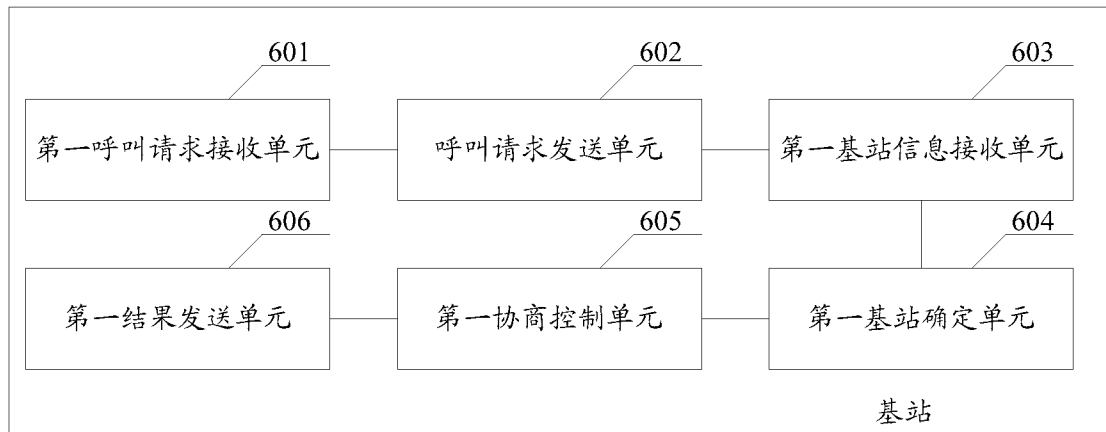 601
602
603
第一呼叫请求接收单元
呼叫请求发送单元
第一基站信息接收单元
606
605
604
第一结果发送单元
第一协商控制单元
第一基站确定单元
基站